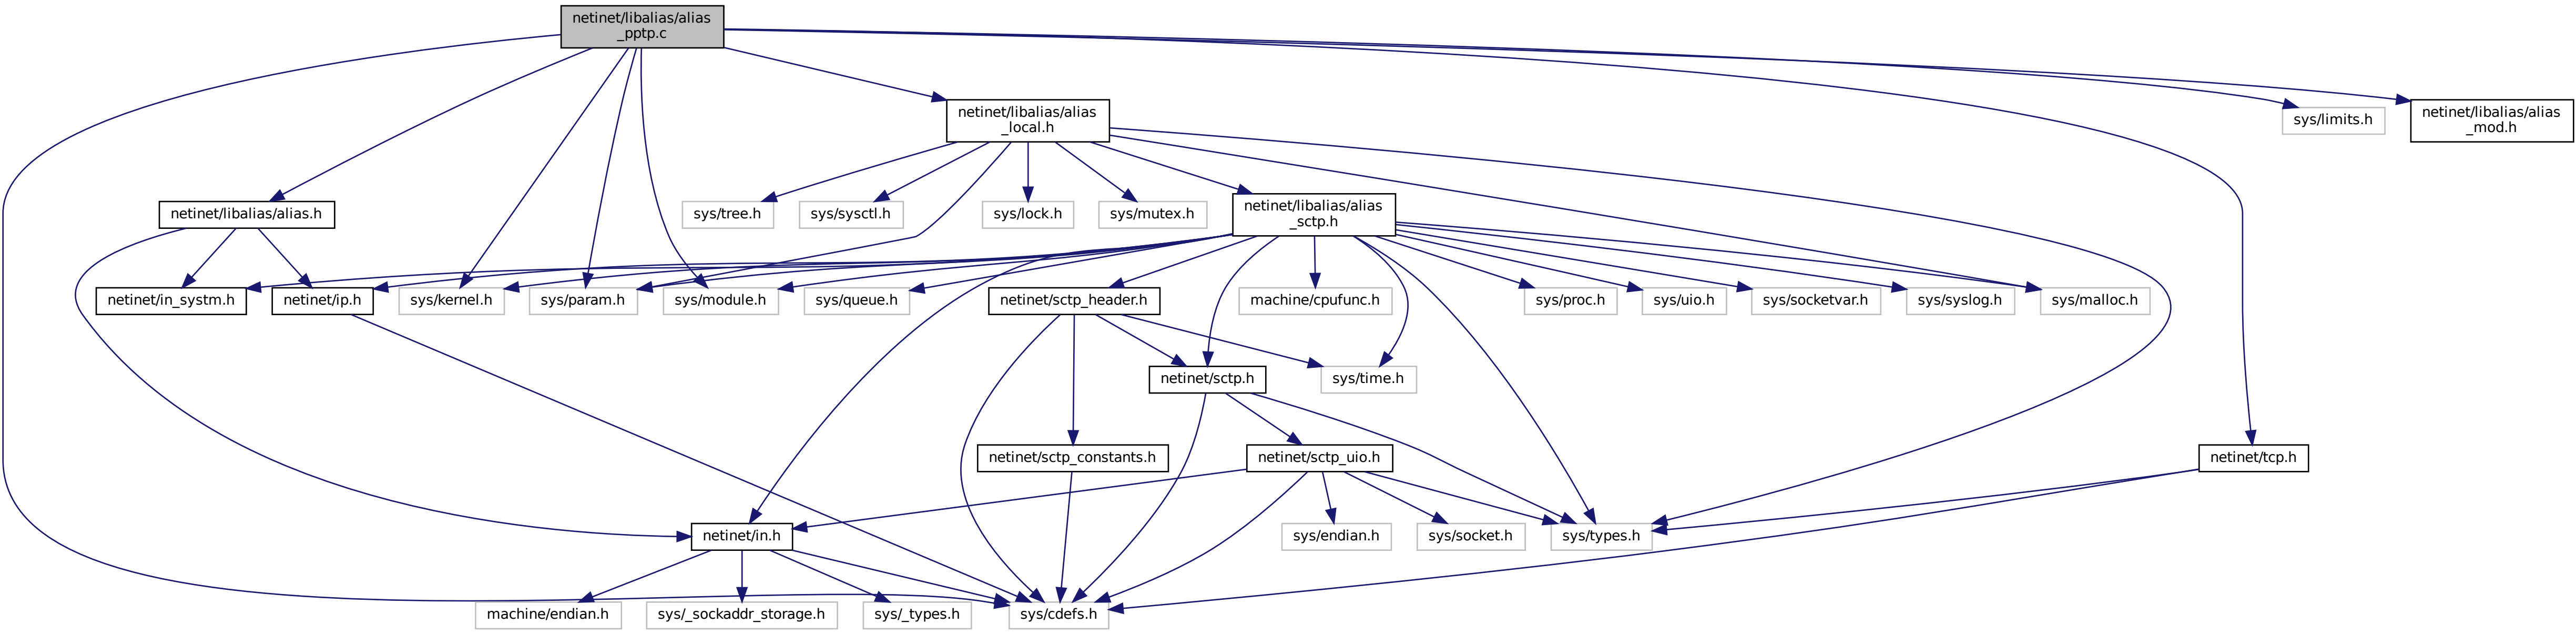 netinet/libalias/alias
_pptp.c
netinet/libalias/alias
_local.h
sys/limits.h
netinet/libalias/alias
_mod.h
netinet/libalias/alias.h
sys/tree.h
sys/sysctl.h
sys/lock.h
sys/mutex.h
netinet/libalias/alias
_sctp.h
netinet/in_systm.h
netinet/ip.h
sys/kernel.h
sys/param.h
sys/module.h
sys/queue.h
netinet/sctp_header.h
machine/cpufunc.h
sys/proc.h
sys/uio.h
sys/socketvar.h
sys/syslog.h
sys/malloc.h
netinet/sctp.h
sys/time.h
netinet/sctp_constants.h
netinet/sctp_uio.h
netinet/tcp.h
netinet/in.h
sys/endian.h
sys/socket.h
sys/types.h
machine/endian.h
sys/_sockaddr_storage.h
sys/_types.h
sys/cdefs.h